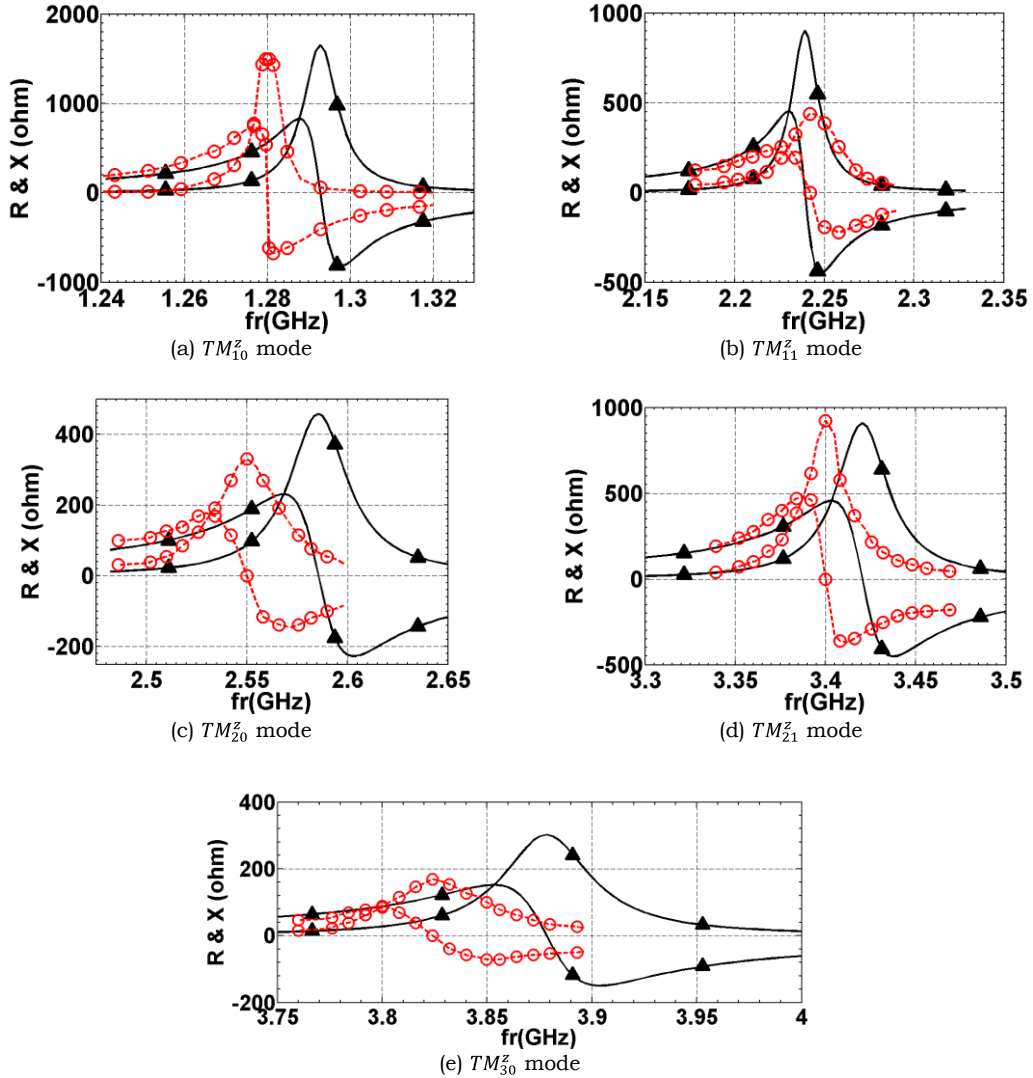 2000
1000
0
-1000
R & X (ohm)
1.24 1.26 1.28 1.3 1.32
fr(GHz)
(a) TM^z_10 mode
1000
500
0
-500
R & X (ohm)
2.15 2.2 2.25 2.3 2.35
fr(GHz)
(b) TM^z_11 mode
400
200
0
-200
R & X (ohm)
2.5 2.55 2.6 2.65
fr(GHz)
(c) TM^z_20 mode
1000
500
0
-500
R & X (ohm)
3.3 3.35 3.4 3.45 3.5
fr(GHz)
(d) TM^z_21 mode
400
200
0
-200
R & X (ohm)
3.75 3.8 3.85 3.9 3.95 4
fr(GHz)
(e) TM^z_30 mode